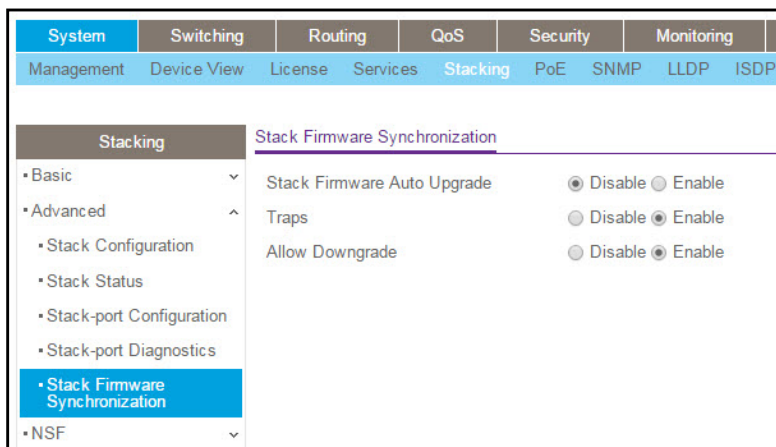 System Switching Routing QoS Security Monitoring
Management Device View License Services Stacking PoE SNMP LLDP ISDP
Stacking
Stack Firmware Synchronization
Basic
Stack Firmware Auto Upgrade Disable Enable
Advanced
Traps Disable Enable
Stack Configuration
Allow Downgrade Disable Enable
Stack Status
Stack-port Configuration
Stack-port Diagnostics
Stack Firmware
Synchronization
NSF